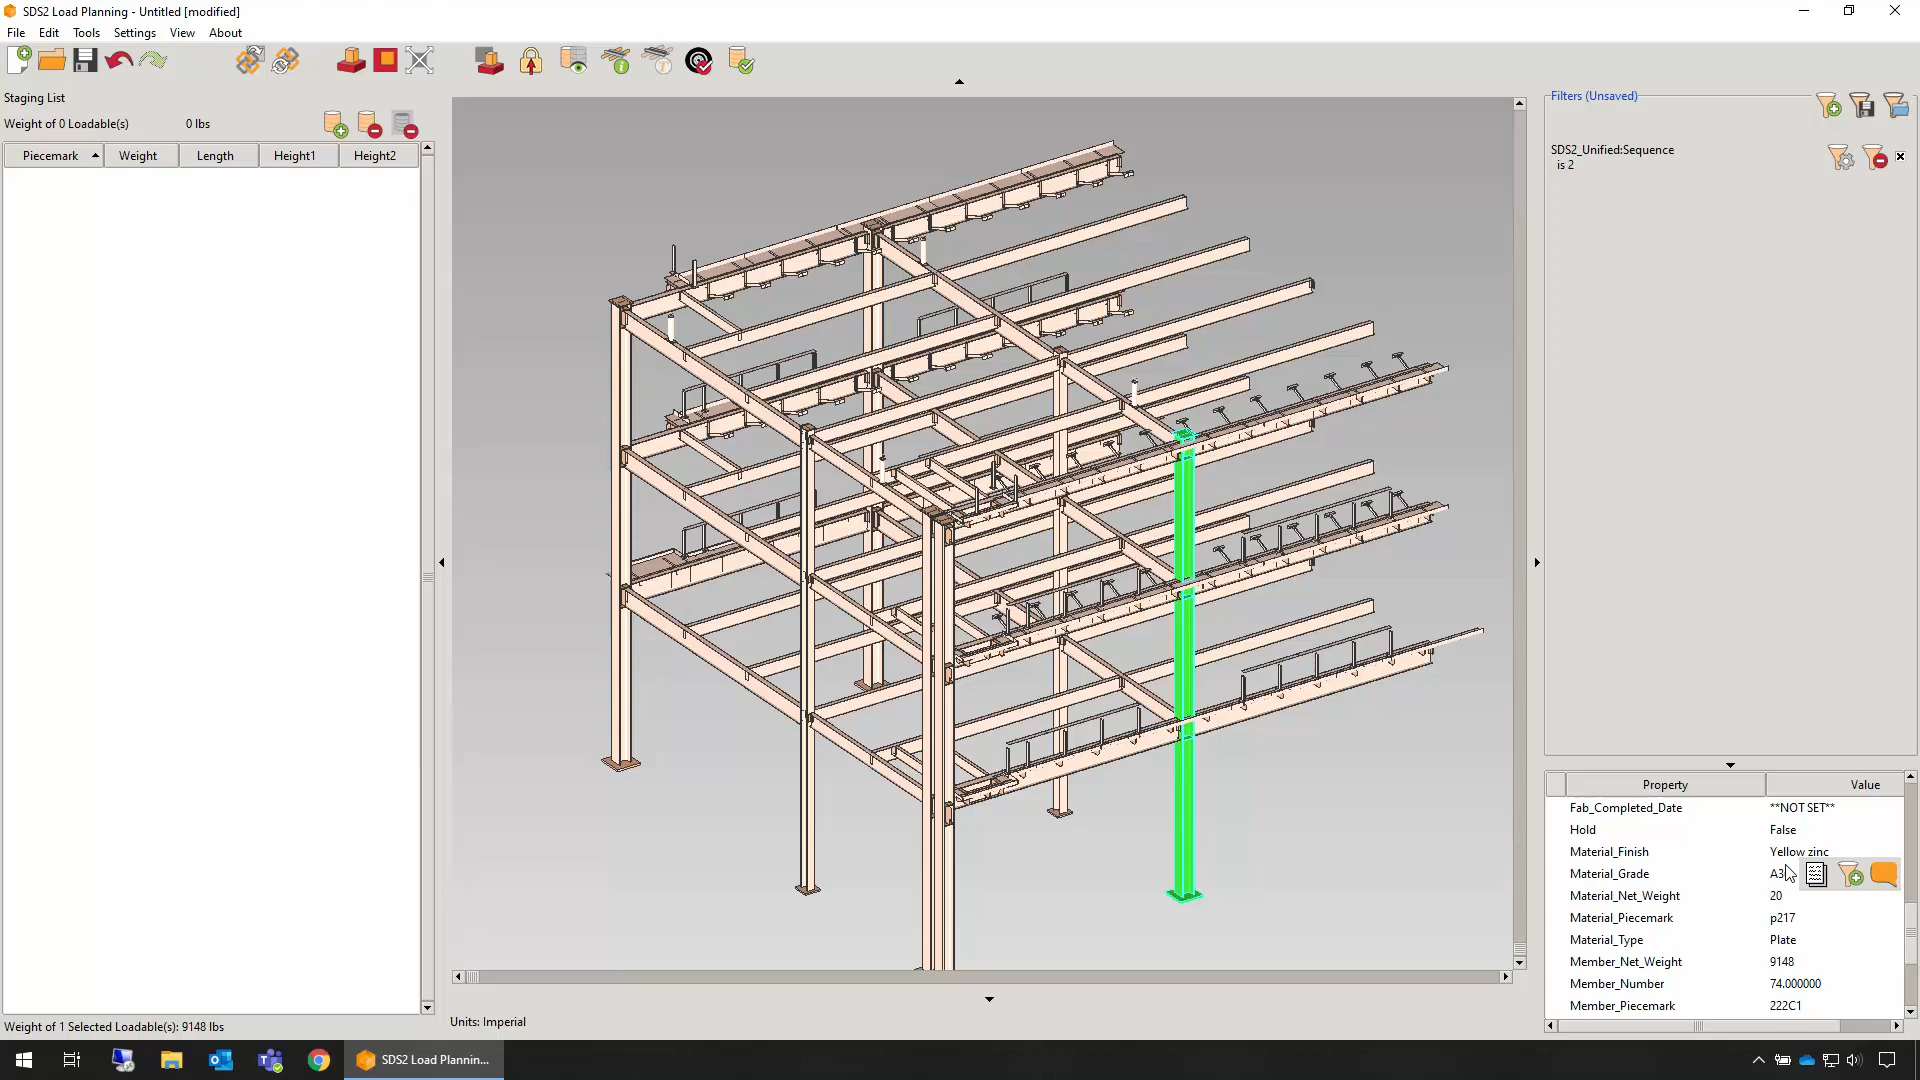 SDS2 Load Planning - Untitled [modified]
File Edit Tools Settings View About
Staging List
Weight of 0 Loadable(s) 0 lbs
Piecemark Weight Length Height1 Height2
Filters (Unsaved)
SDS2_Unified:Sequence
is 2
Property Value
Fab_Completed_Date **NOT SET**
Hold False
Material_Finish Yellow zinc
Material_Grade A3
Material_Net_Weight 20
Material_Piecemark p217
Material_Type Plate
Member_Net_Weight 9148
Member_Number 74.000000
Member_Piecemark 222C1
Weight of 1 Selected Loadable(s): 9148 lbs
Units: Imperial
SDS2 Load Plannin...